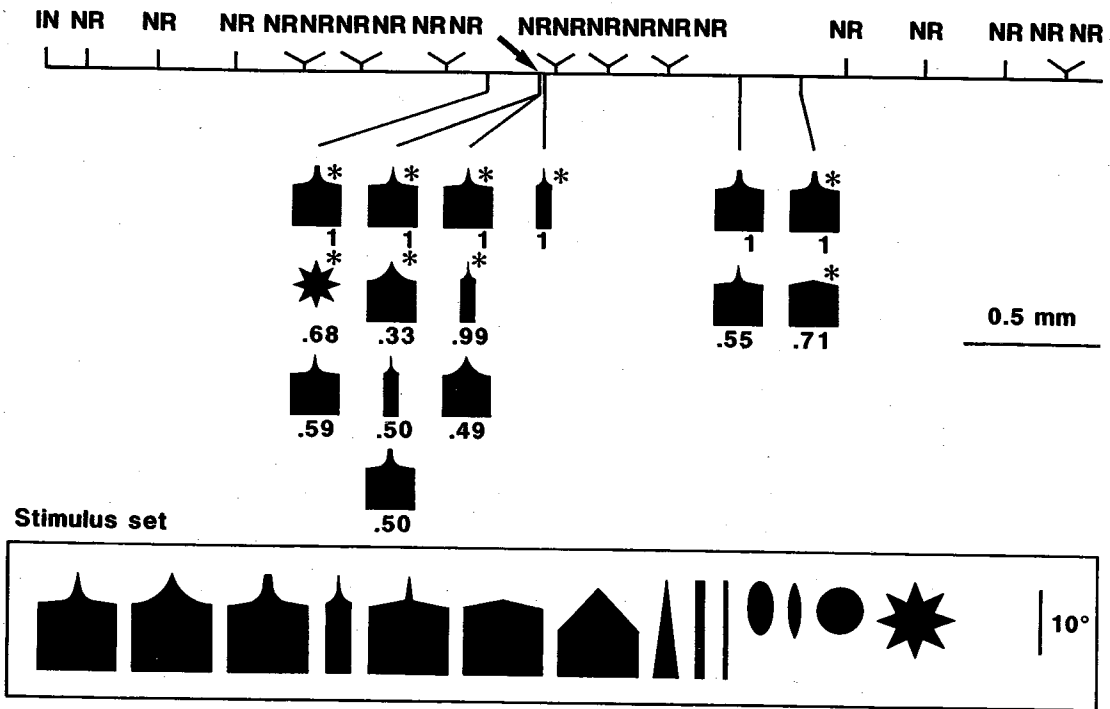 IN NR NR NR NRNRNRNR NRNR NRNRNRNRNRNR NR NR NR NR NR
* * * * *
1 1 1 1 1 1
* * * *
.68 .33 .99 .55 .71
0.5 mm
.59 .50 .49
.50
Stimulus set
10°